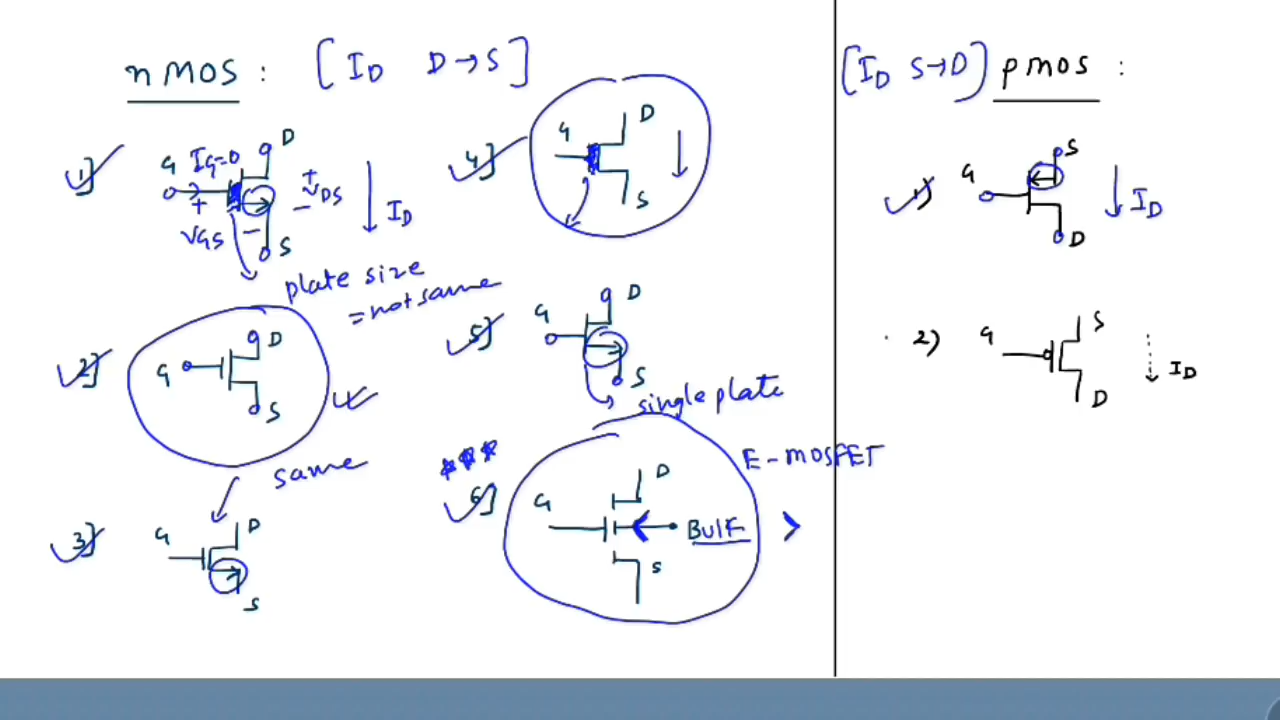 nMOS : [ID D→S]
1]
G
IG=0
D
+
VGS
-
+
VDS
-
ID
S
plate size
= not same
2]
G
D
S
same
3]
G
D
S
4]
G
D
S
5]
G
D
S
single plate
***
6]
G
D
Bulk
S
E-MOSFET
>
[ID S→D] pmos :
1)
G
S
D
ID
2)
G
S
D
ID